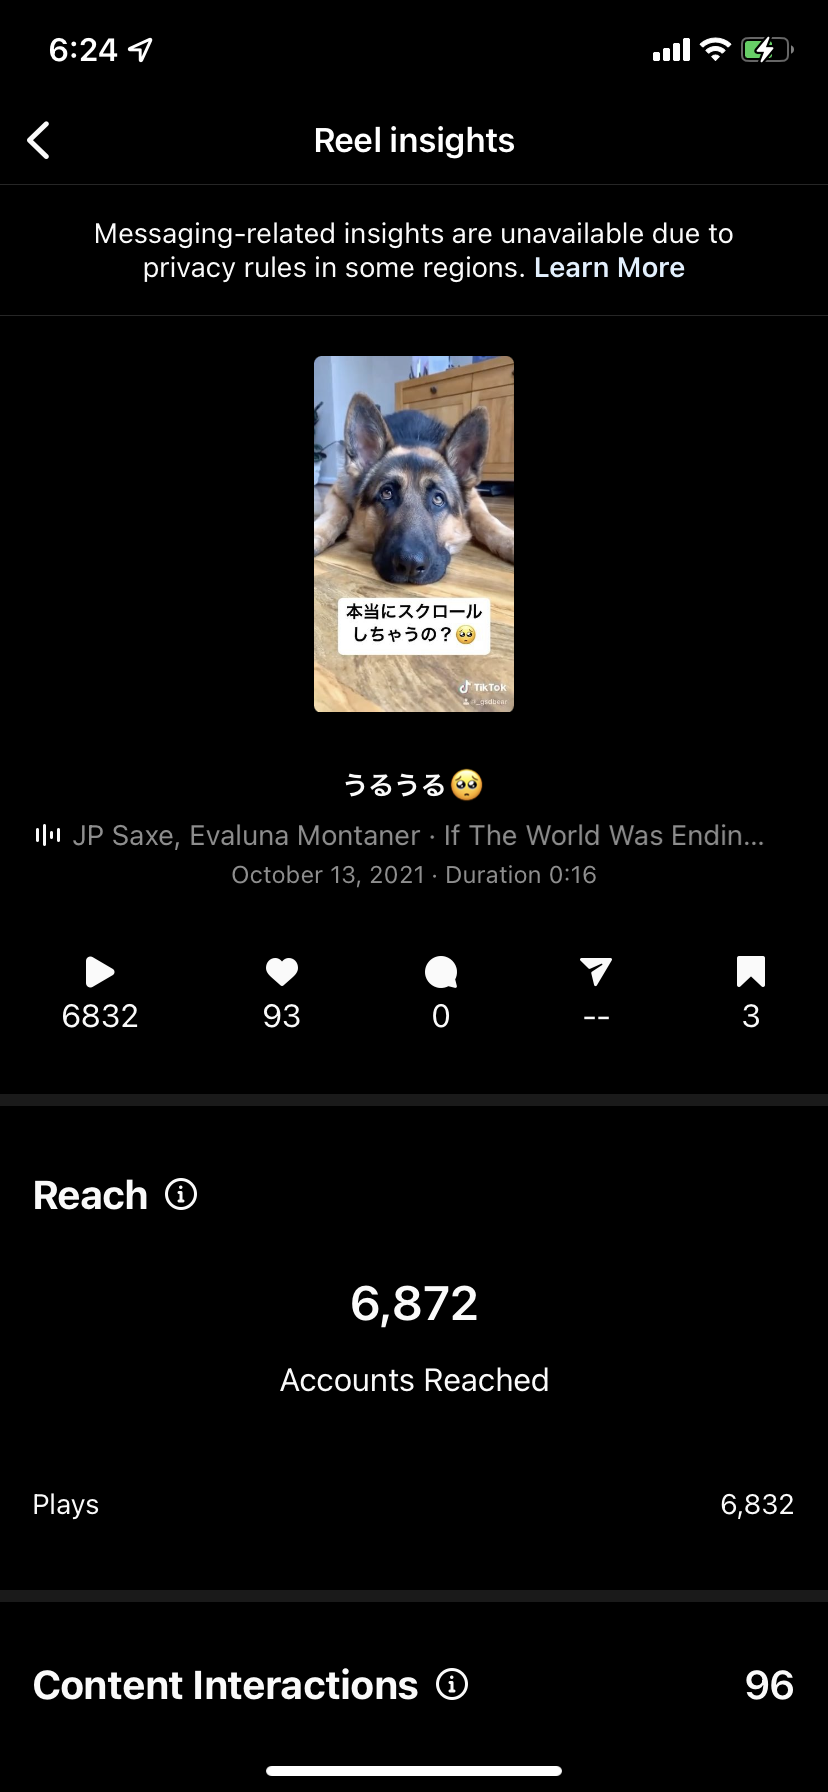 6:24
Reel insights
Messaging-related insights are unavailable due to
privacy rules in some regions. Learn More
本当にスクロール
しちゃうの？🥺
TikTok
うるうる🥺
JP Saxe, Evaluna Montaner · If The World Was Endin...
October 13, 2021 · Duration 0:16
6832 93 0 -- 3
Reach
6,872
Accounts Reached
Plays 6,832
Content Interactions 96